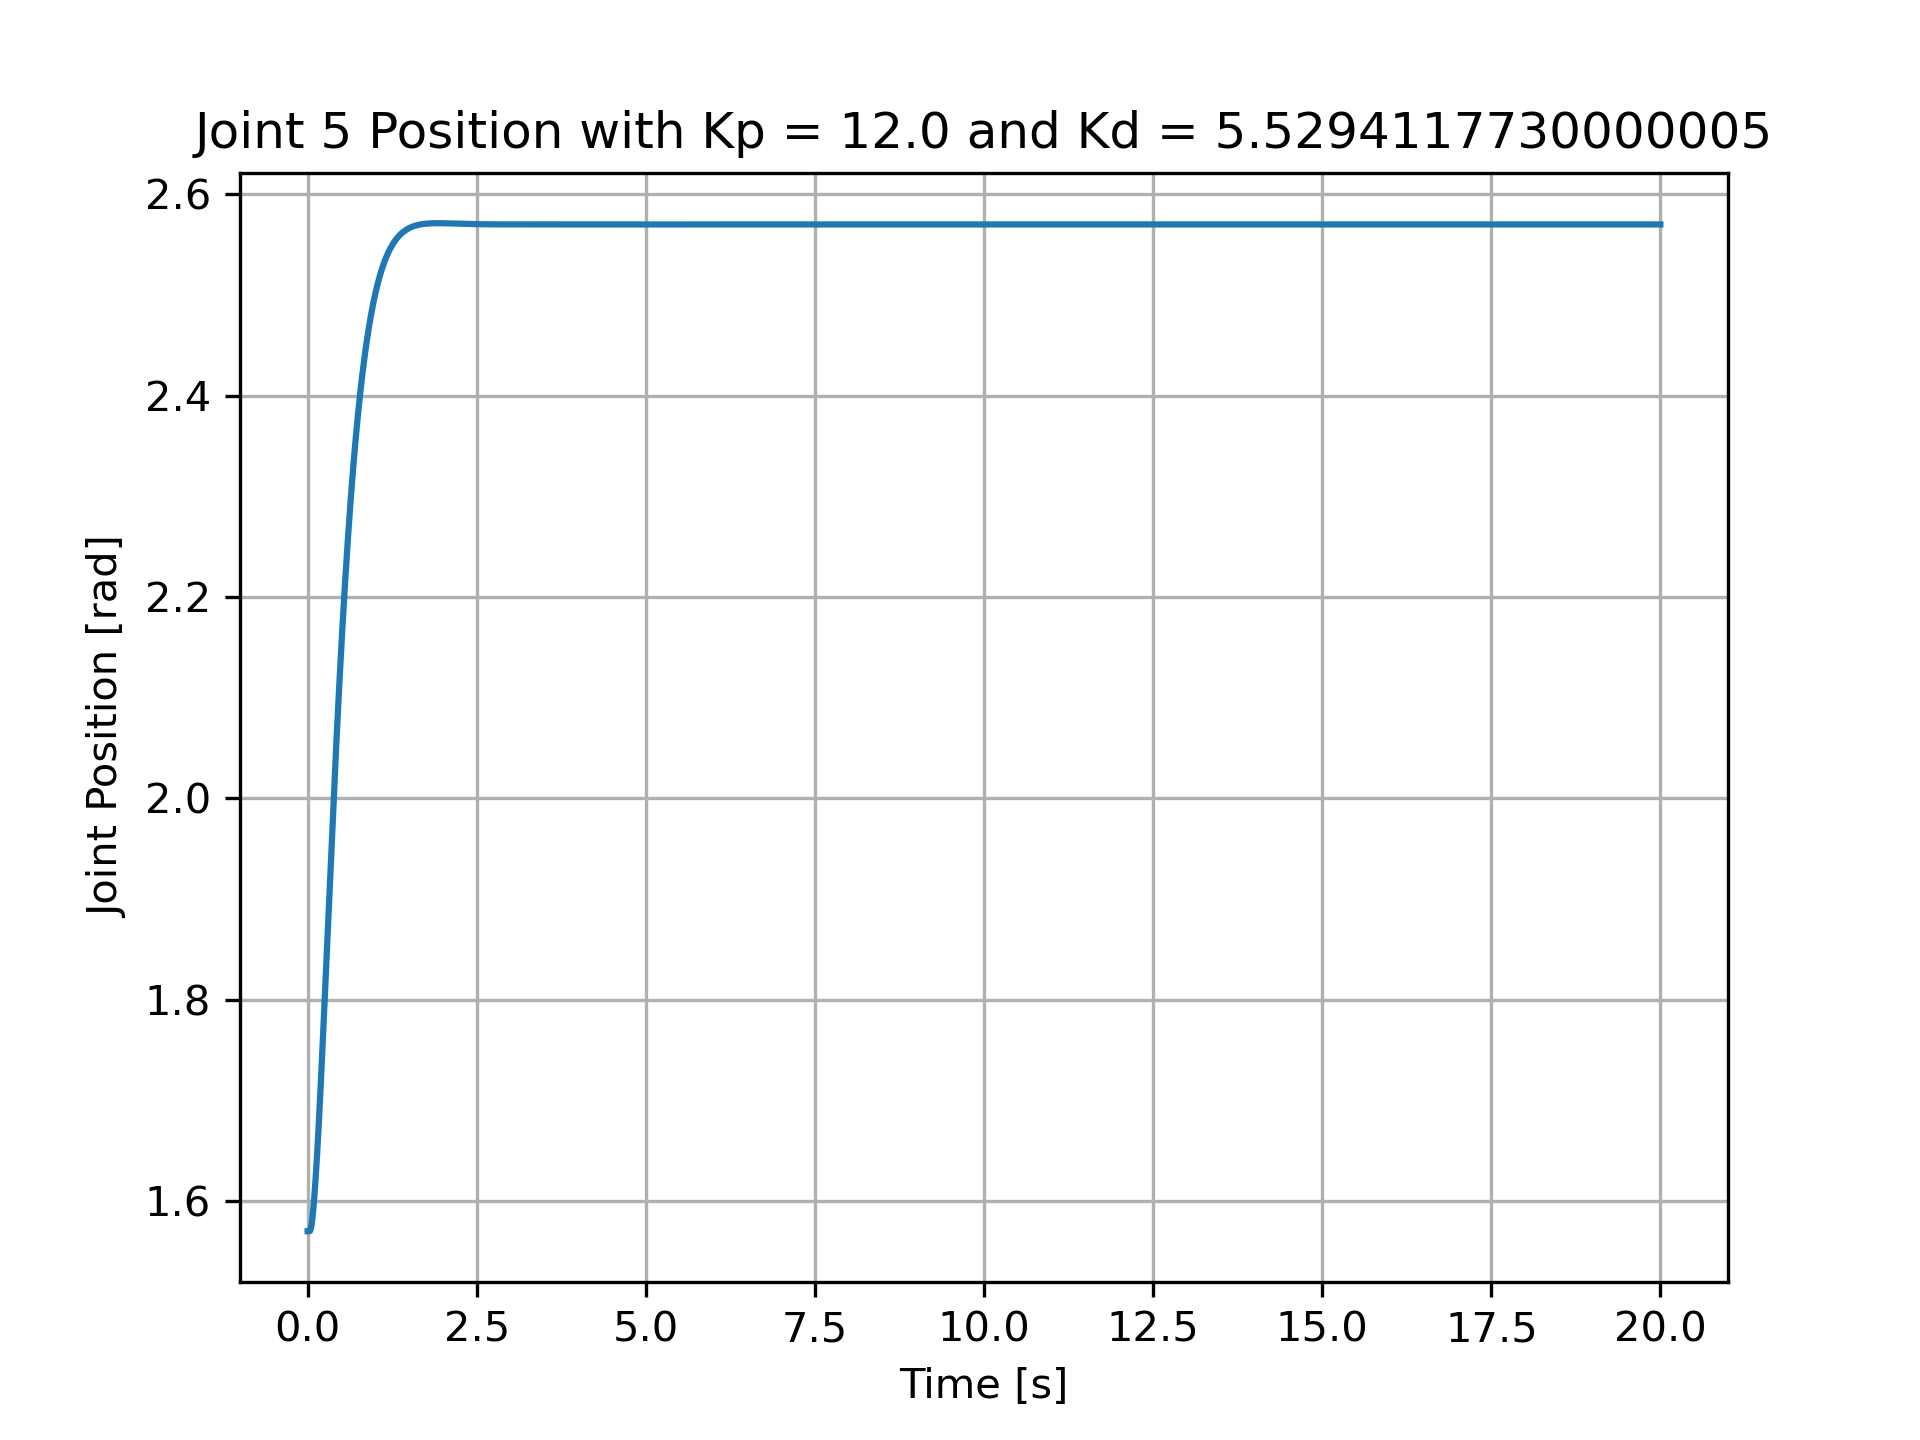 Joint 5 Position with Kp = 12.0 and Kd = 5.5294117730000005
2.6
2.4
2.2
2.0
1.8
1.6
Joint Position [rad]
0.0 2.5 5.0 7.5 10.0 12.5 15.0 17.5 20.0
Time [s]